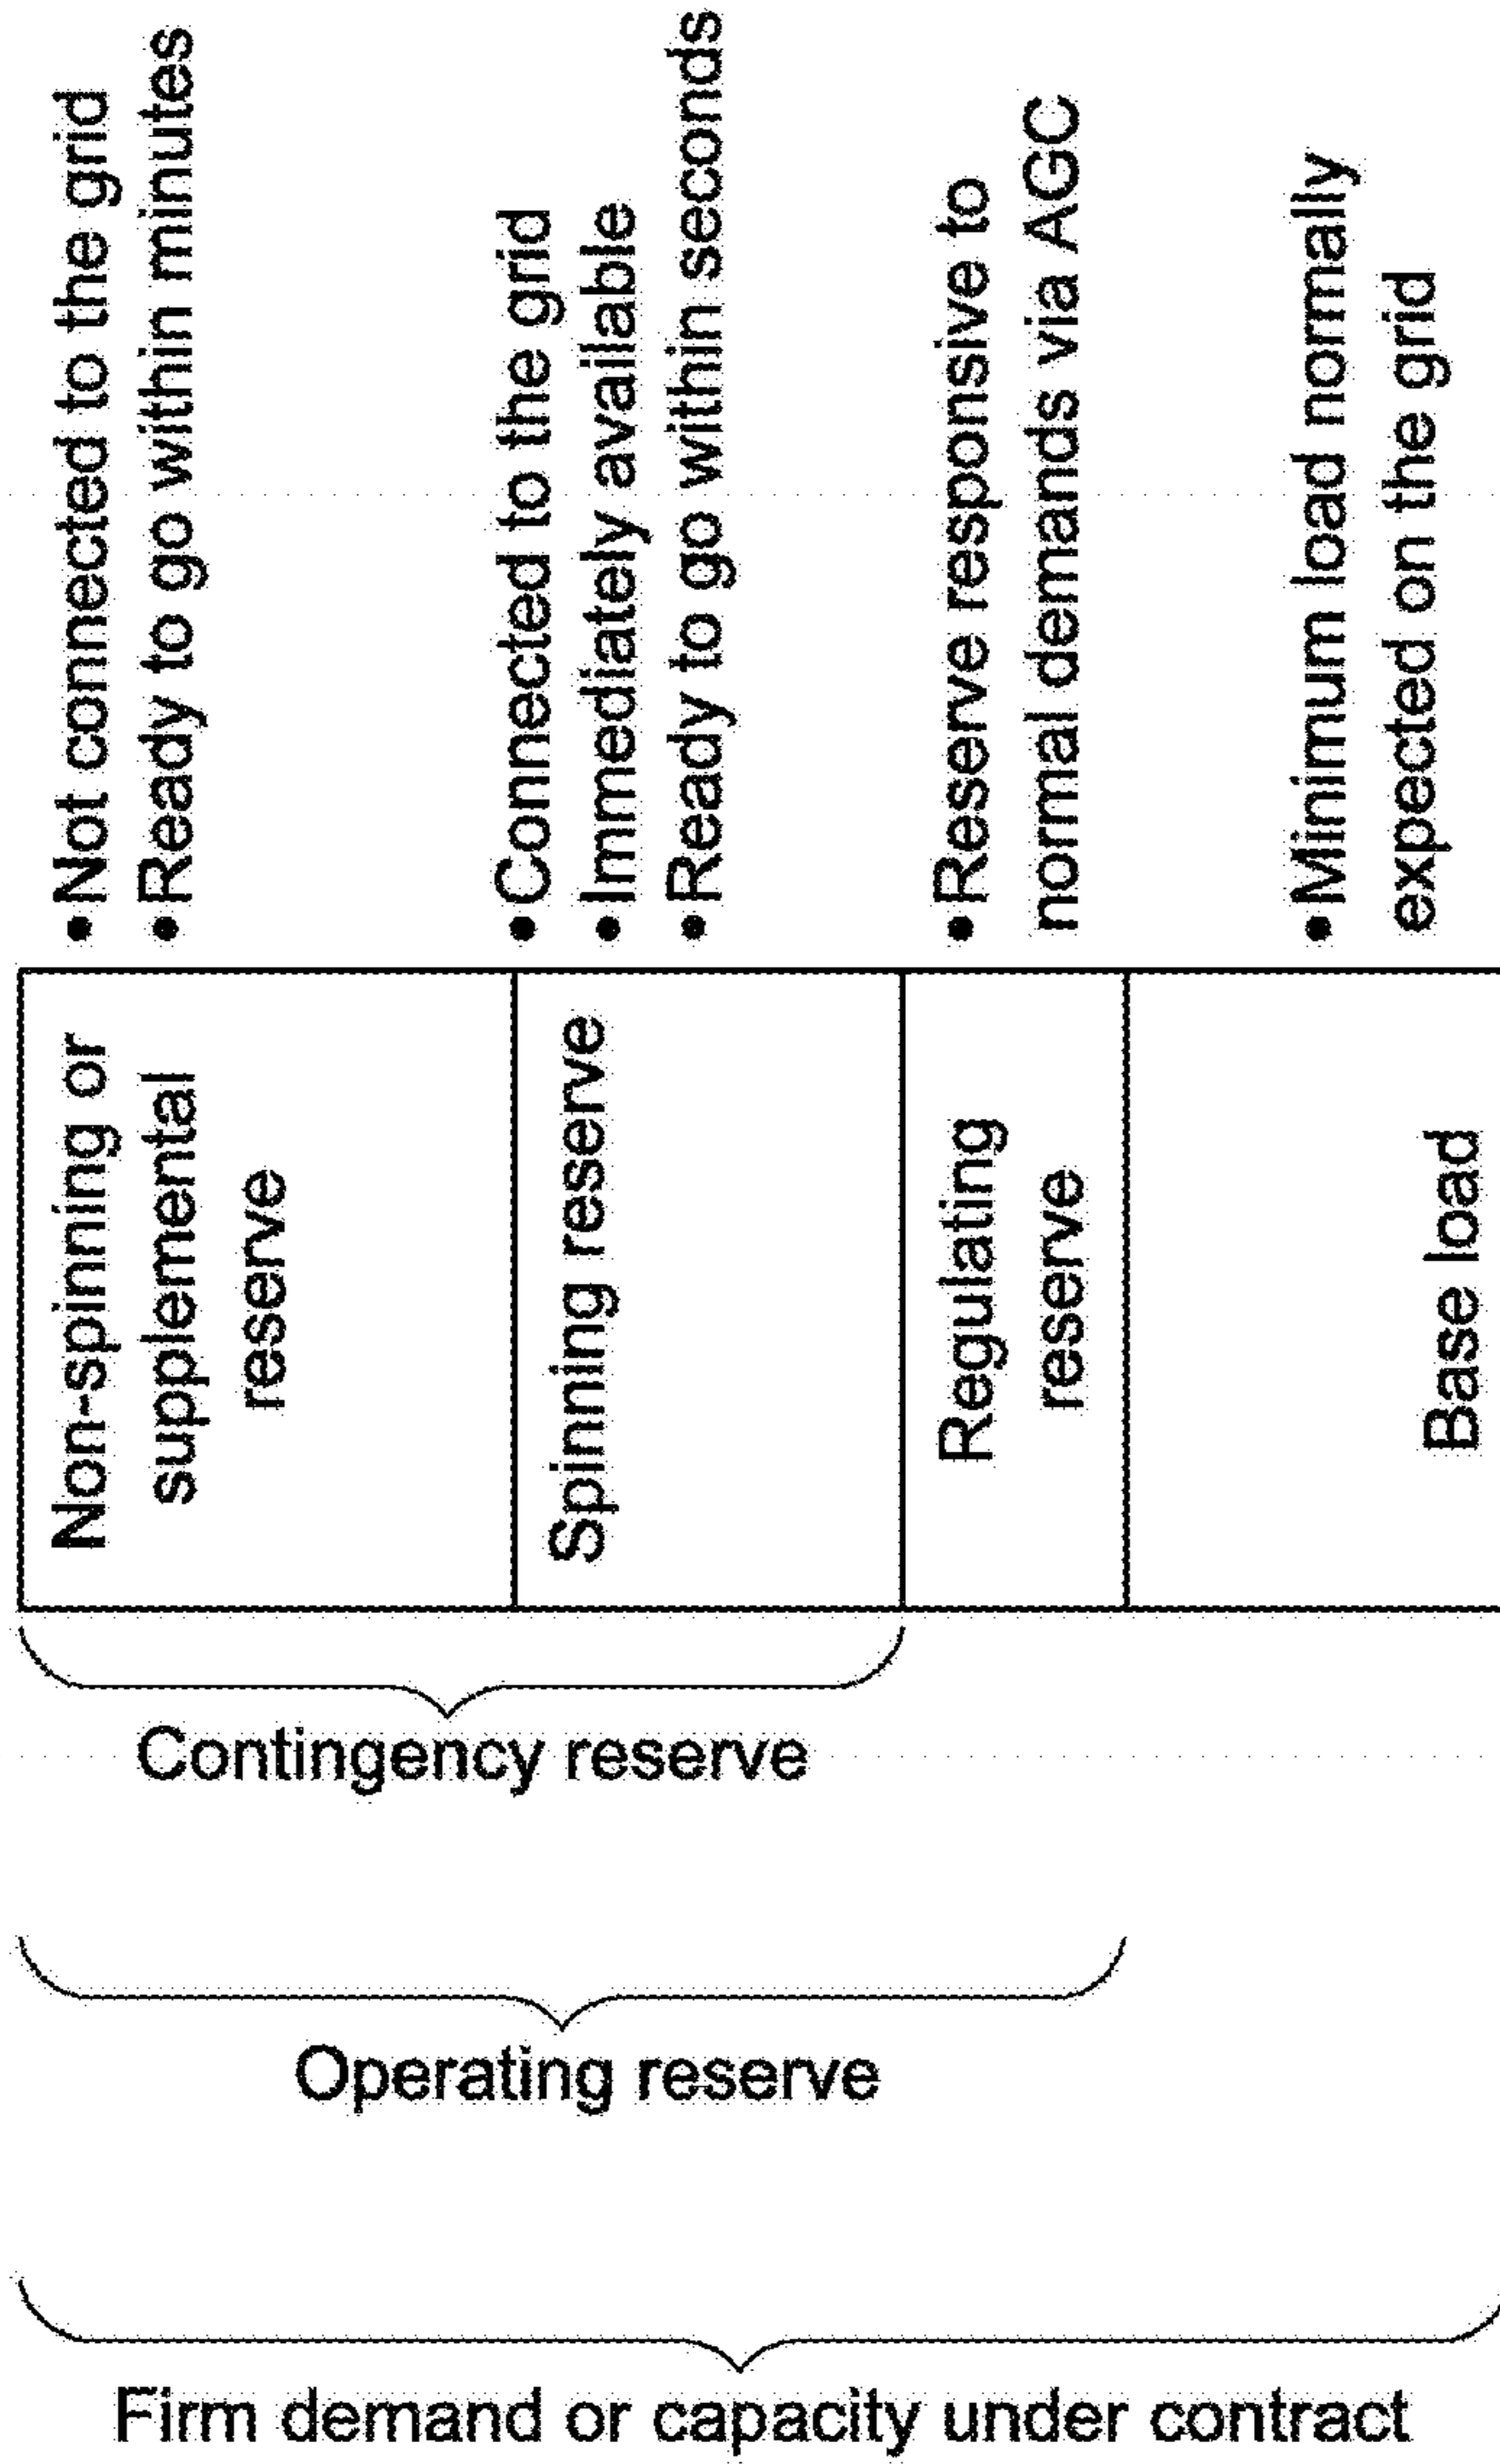 Non-spinning or
supplemental
reserve
•Not connected to the grid
•Ready to go within minutes
Spinning reserve
•Connected to the grid
•Immediately available
•Ready to go within seconds
Regulating
reserve
•Reserve responsive to
normal demands via AGC
Base load
•Minimum load normally
expected on the grid
Contingency reserve
Operating reserve
Firm demand or capacity under contract